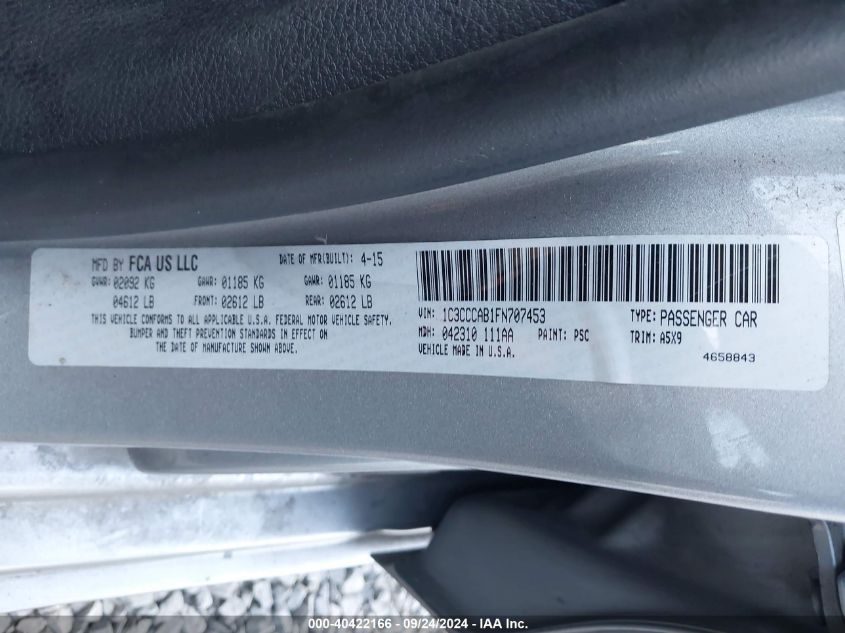 MFD BY FCA US LLC DATE OF MFR(BUILT): 4-15
GVWR: 02092 KG GAWR: 01185 KG GAWR: 01185 KG
04612 LB FRONT: 02612 LB REAR: 02612 LB
THIS VEHICLE CONFORMS TO ALL APPLICABLE U.S.A. FEDERAL MOTOR VEHICLE SAFETY,
BUMPER AND THEFT PREVENTION STANDARDS IN EFFECT ON
THE DATE OF MANUFACTURE SHOWN ABOVE.
VIN: 1C3CCCAB1FN707453 TYPE: PASSENGER CAR
MDH: 042310 111AA PAINT: PSC TRIM: A5X9
VEHICLE MADE IN U.S.A. 4658843
000-40422166 - 09/24/2024 - IAA Inc.